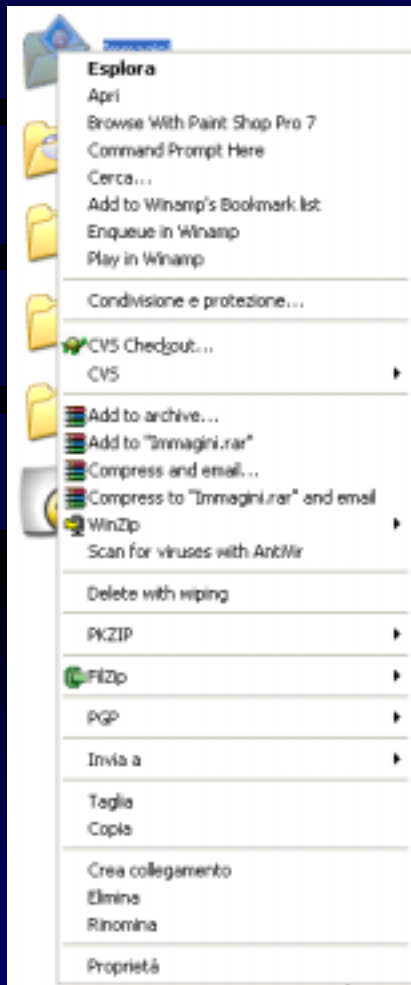 Immagini
Esplora
Apri
Browse With Paint Shop Pro 7
Command Prompt Here
Cerca...
Add to Winamp's Bookmark list
Enqueue in Winamp
Play in Winamp
Condivisione e protezione...
CVS Checkout...
CVS
Add to archive...
Add to "Immagini.rar"
Compress and email...
Compress to "Immagini.rar" and email
WinZip
Scan for viruses with AntiVir
Delete with wiping
PKZIP
FilZip
PGP
Invia a
Taglia
Copia
Crea collegamento
Elimina
Rinomina
Proprietà